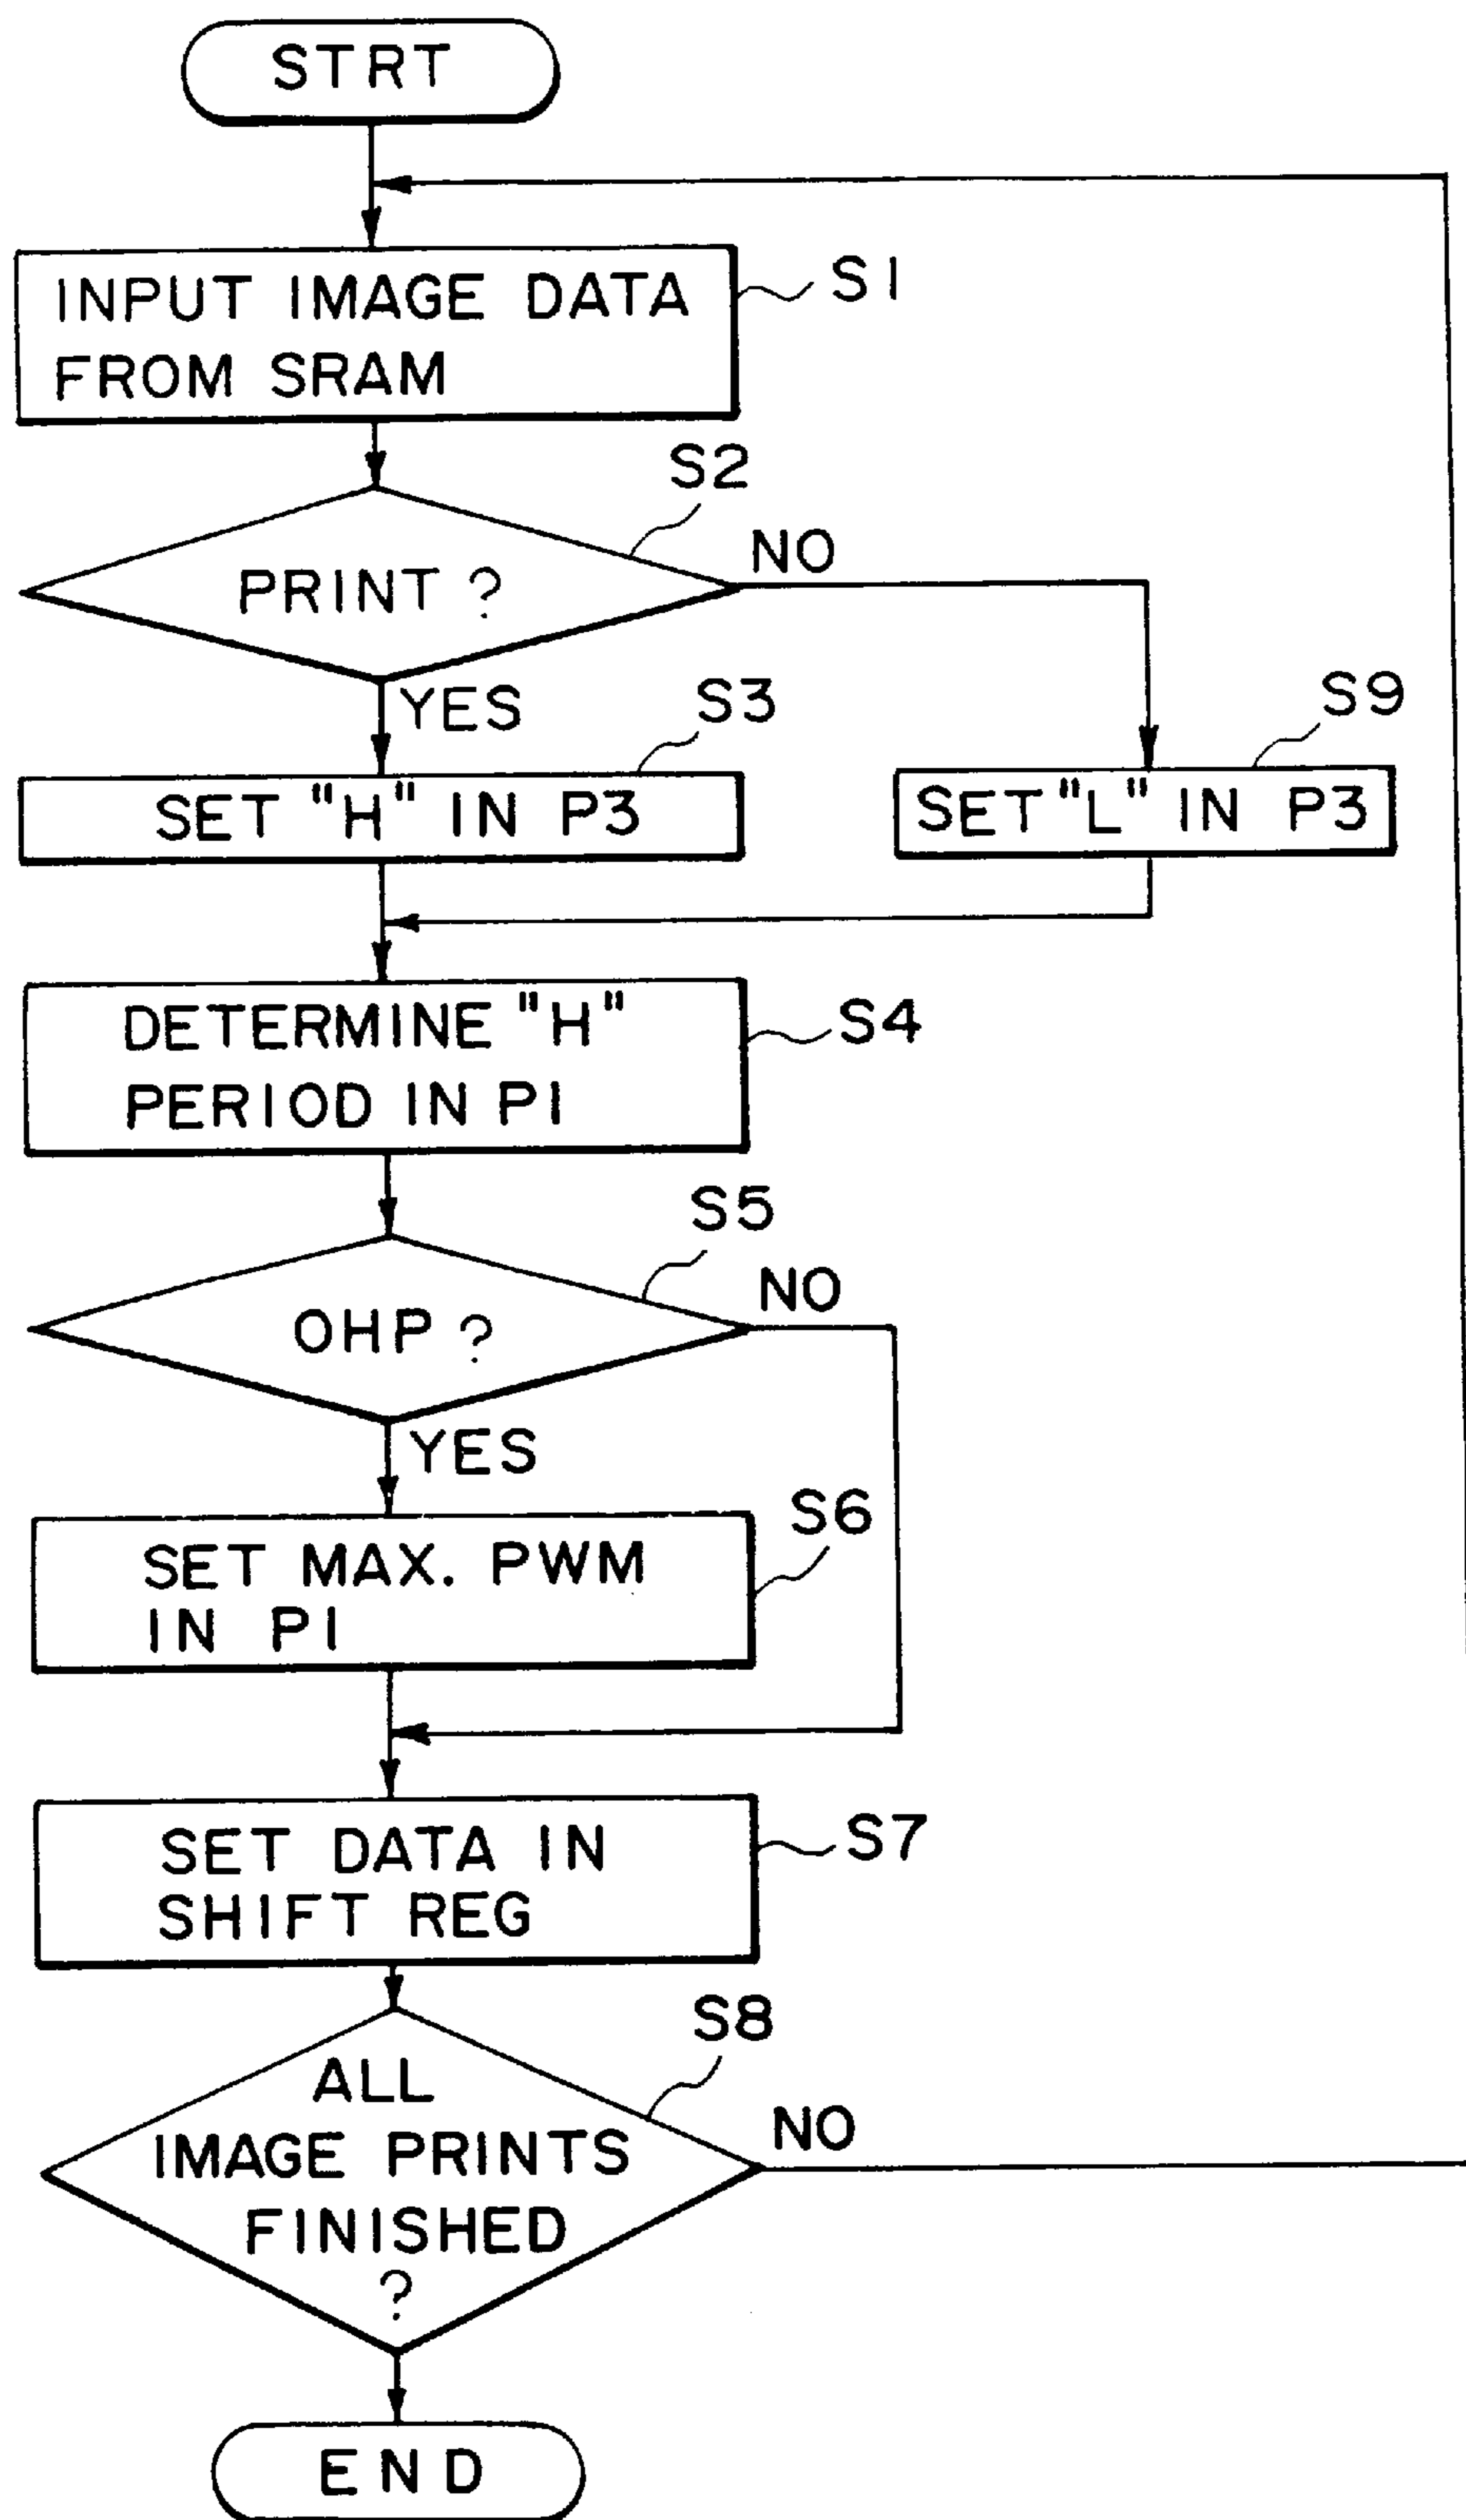 STRT
INPUT IMAGE DATA
FROM SRAM
S1
S2
PRINT ?
NO
YES
S3
S9
SET "H" IN P3
SET "L" IN P3
DETERMINE "H"
PERIOD IN P1
S4
S5
OHP ?
NO
YES
S6
SET MAX. PWM
IN P1
SET DATA IN
SHIFT REG
S7
S8
ALL
IMAGE PRINTS
FINISHED
?
NO
END